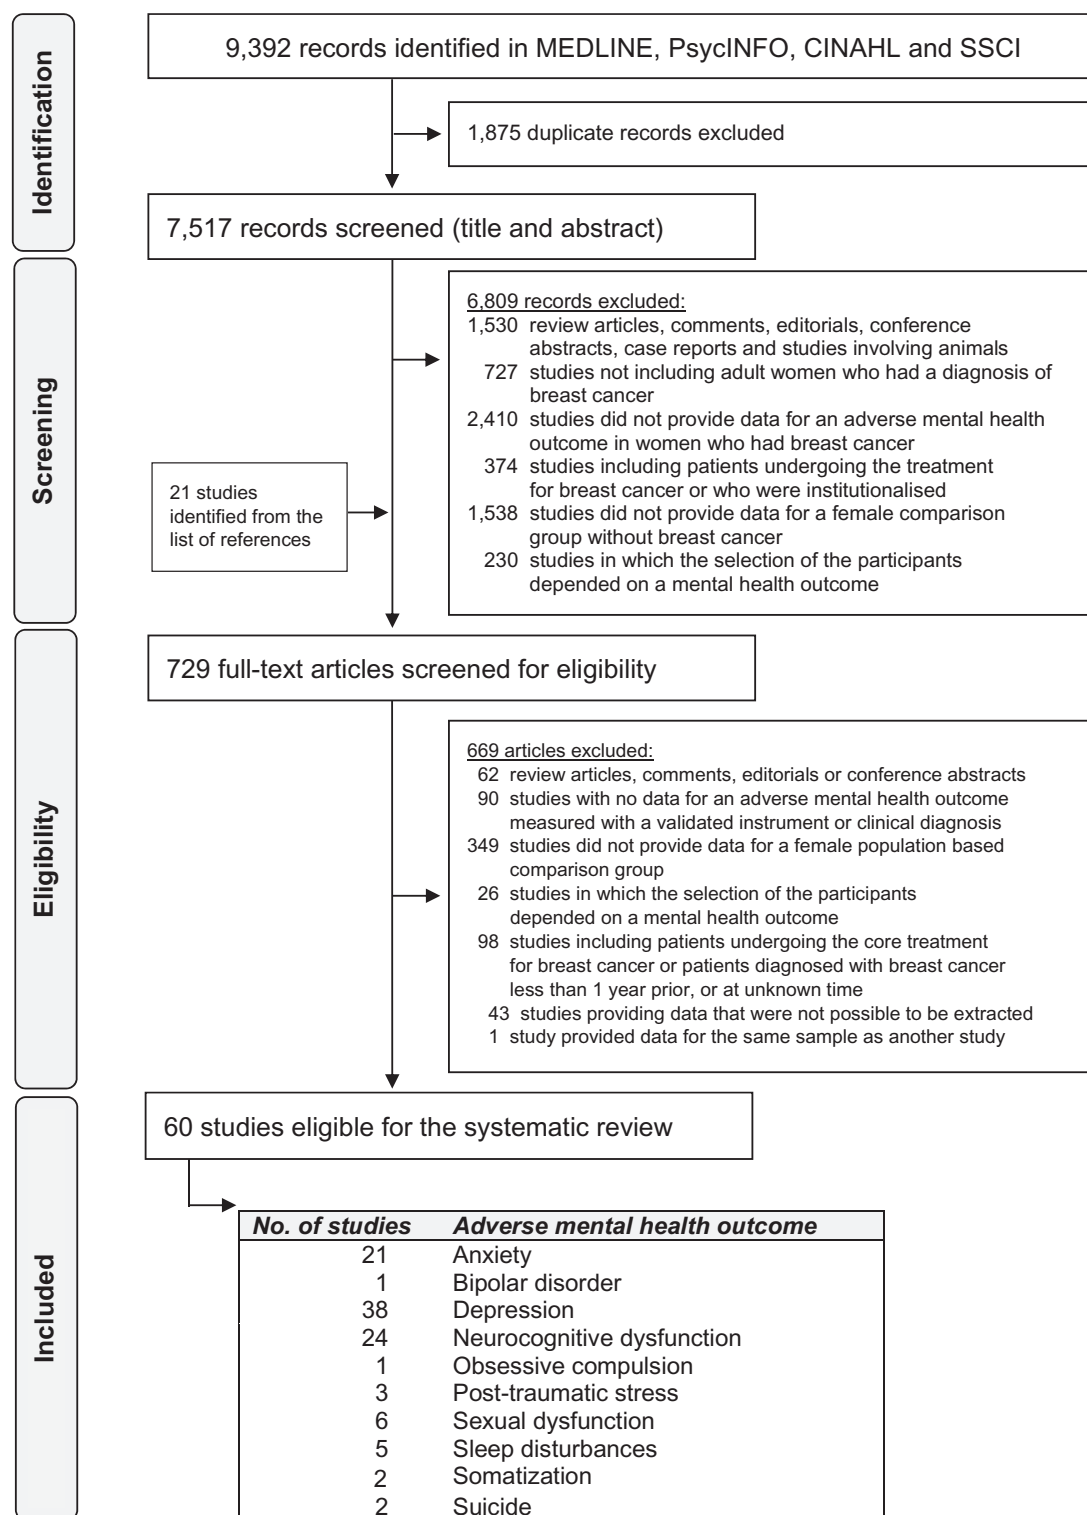 Identification
9,392 records identified in MEDLINE, PsycINFO, CINAHL and SSCI
1,875 duplicate records excluded
7,517 records screened (title and abstract)
Screening
6,809 records excluded:
1,530 review articles, comments, editorials, conference
abstracts, case reports and studies involving animals
727 studies not including adult women who had a diagnosis of
breast cancer
2,410 studies did not provide data for an adverse mental health
outcome in women who had breast cancer
374 studies including patients undergoing the treatment
for breast cancer or who were institutionalised
1,538 studies did not provide data for a female comparison
group without breast cancer
230 studies in which the selection of the participants
depended on a mental health outcome
21 studies
identified from the
list of references
729 full-text articles screened for eligibility
Eligibility
669 articles excluded:
62 review articles, comments, editorials or conference abstracts
90 studies with no data for an adverse mental health outcome
measured with a validated instrument or clinical diagnosis
349 studies did not provide data for a female population based
comparison group
26 studies in which the selection of the participants
depended on a mental health outcome
98 studies including patients undergoing the core treatment
for breast cancer or patients diagnosed with breast cancer
less than 1 year prior, or at unknown time
43 studies providing data that were not possible to be extracted
1 study provided data for the same sample as another study
60 studies eligible for the systematic review
Included
No. of studies Adverse mental health outcome
21 Anxiety
1 Bipolar disorder
38 Depression
24 Neurocognitive dysfunction
1 Obsessive compulsion
3 Post-traumatic stress
6 Sexual dysfunction
5 Sleep disturbances
2 Somatization
2 Suicide